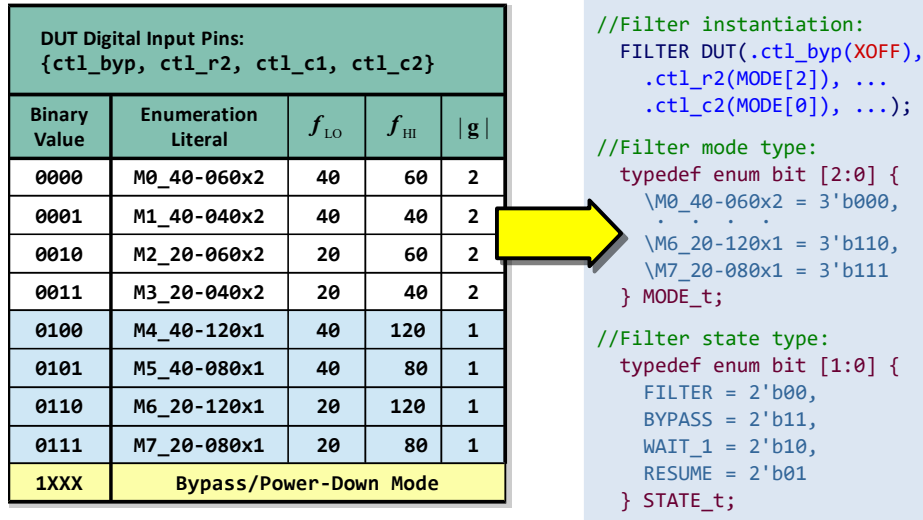 DUT Digital Input Pins:
{ctl_byp, ctl_r2, ctl_c1, ctl_c2}
Binary Value Enumeration Literal f LO f HI |g|
0000 M0_40-060x2 40 60 2
0001 M1_40-040x2 40 40 2
0010 M2_20-060x2 20 60 2
0011 M3_20-040x2 20 40 2
0100 M4_40-120x1 40 120 1
0101 M5_40-080x1 40 80 1
0110 M6_20-120x1 20 120 1
0111 M7_20-080x1 20 80 1
1XXX Bypass/Power-Down Mode
//Filter instantiation:
FILTER DUT(.ctl_byp(XOFF),
.ctl_r2(MODE[2]), ...
.ctl_c2(MODE[0]), ...);
//Filter mode type:
typedef enum bit [2:0] {
\M0_40-060x2 = 3'b000,
. . . .
\M6_20-120x1 = 3'b110,
\M7_20-080x1 = 3'b111
} MODE_t;
//Filter state type:
typedef enum bit [1:0] {
FILTER = 2'b00,
BYPASS = 2'b11,
WAIT_1 = 2'b10,
RESUME = 2'b01
} STATE_t;